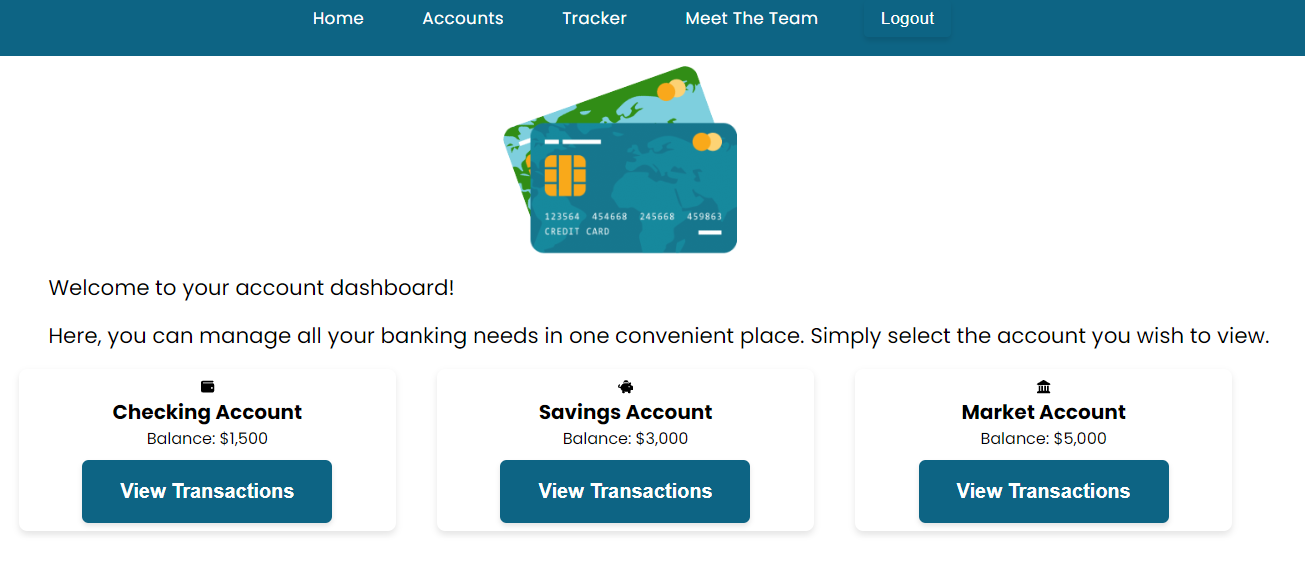 Home Accounts Tracker Meet The Team Logout
123564 454668 245668 459863
CREDIT CARD
Welcome to your account dashboard!
Here, you can manage all your banking needs in one convenient place. Simply select the account you wish to view.
Checking Account Savings Account Market Account
Balance: $1,500 Balance: $3,000 Balance: $5,000
View Transactions View Transactions View Transactions